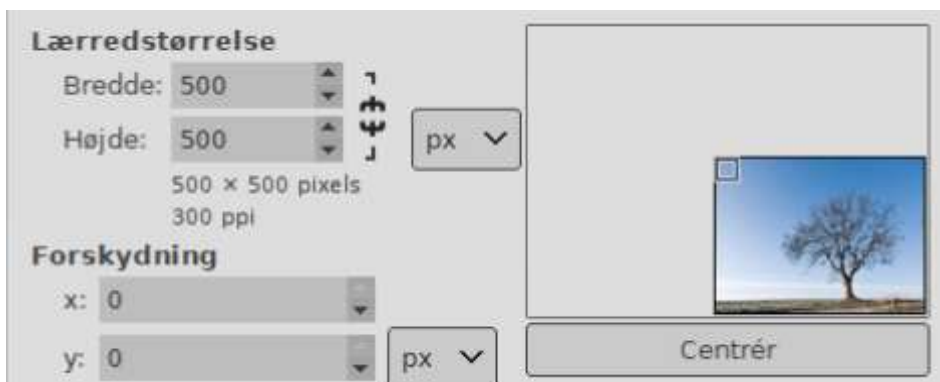 Lærredstørrelse
Bredde: 500
Højde: 500
px
500 × 500 pixels
300 ppi
Forskydning
x: 0
y: 0
px
Centrér